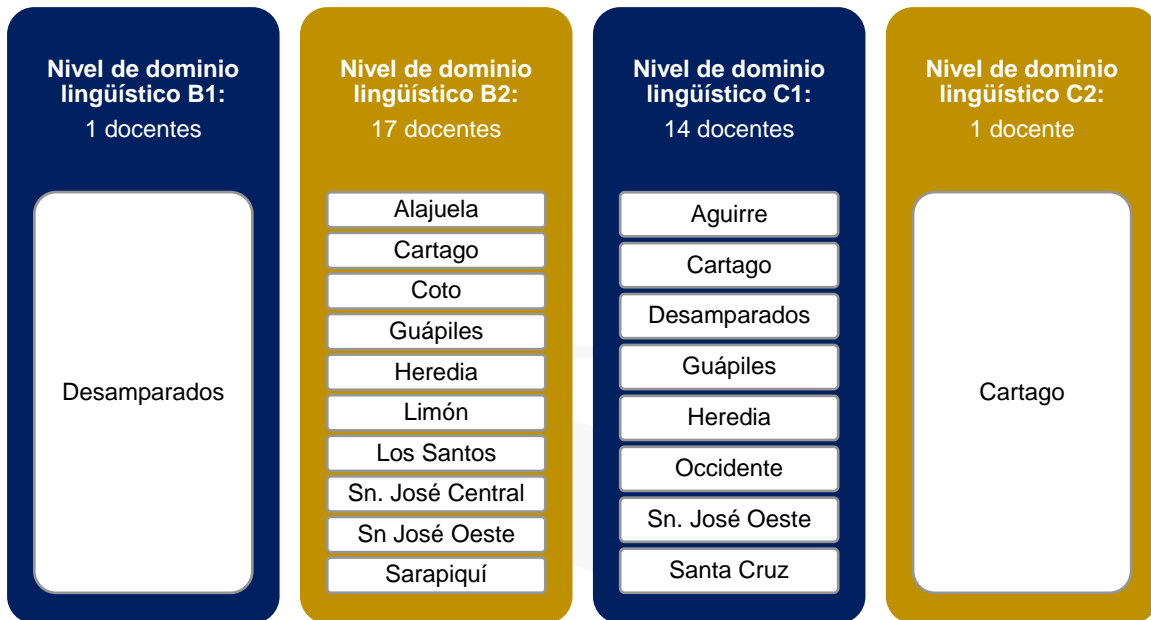 Nivel de dominio
lingüístico B1:
1 docentes
Desamparados
Nivel de dominio
lingüístico B2:
17 docentes
Alajuela
Cartago
Coto
Guápiles
Heredia
Limón
Los Santos
Sn. José Central
Sn José Oeste
Sarapiquí
Nivel de dominio
lingüístico C1:
14 docentes
Aguirre
Cartago
Desamparados
Guápiles
Heredia
Occidente
Sn. José Oeste
Santa Cruz
Nivel de dominio
lingüístico C2:
1 docente
Cartago